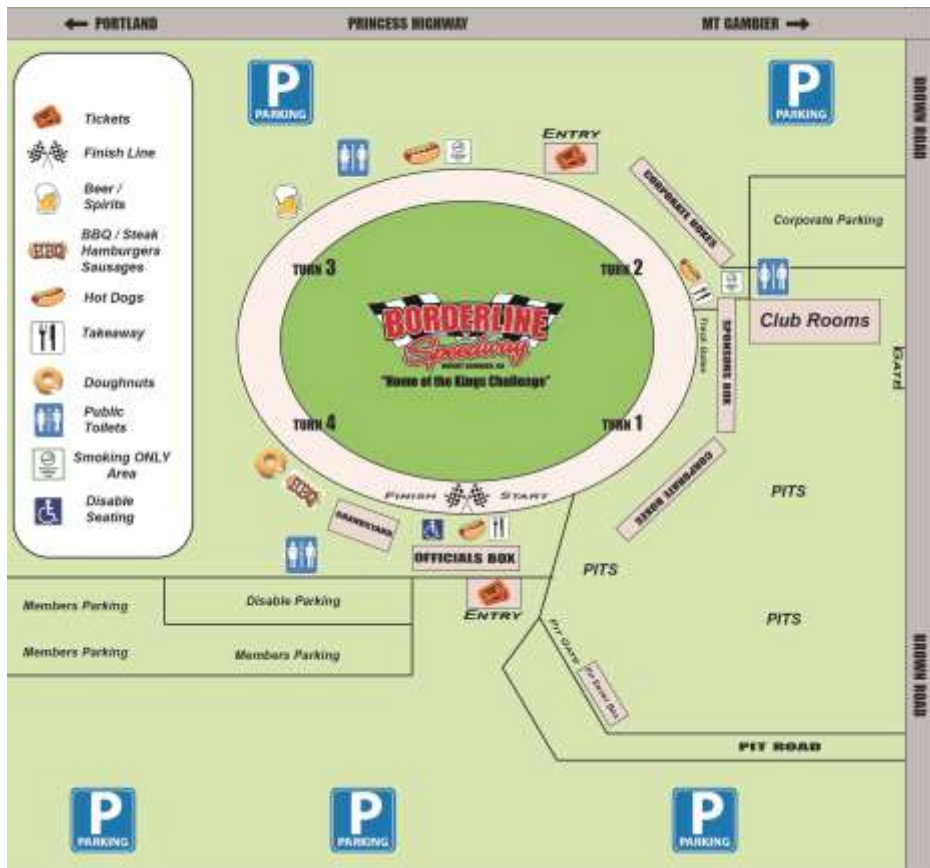 PORTLAND
PRINCESS HIGHWAY
MT GAMBIER
BROWN ROAD
P
PARKING
P
PARKING
Tickets
Finish Line
Beer /
Spirits
BBQ
BBQ / Steak
Hamburgers
Sausages
Hot Dogs
Takeaway
Doughnuts
Public
Toilets
Smoking ONLY
Area
Disable
Seating
ENTRY
CORPORATE BOXES
Corporate Parking
TURN 3
TURN 2
BORDERLINE
Speedway
"Home of the Kings Challenge"
Club Rooms
SPONSORS BOX
GATE
TURN 4
TURN 1
BBQ
FINISH
START
CORPORATE BOXES
PITS
GRANDSTAND
OFFICIALS BOX
PITS
Members Parking
Disable Parking
ENTRY
PITS
Members Parking
Members Parking
PIT GATE
BROWN ROAD
PIT ROAD
P
PARKING
P
PARKING
P
PARKING